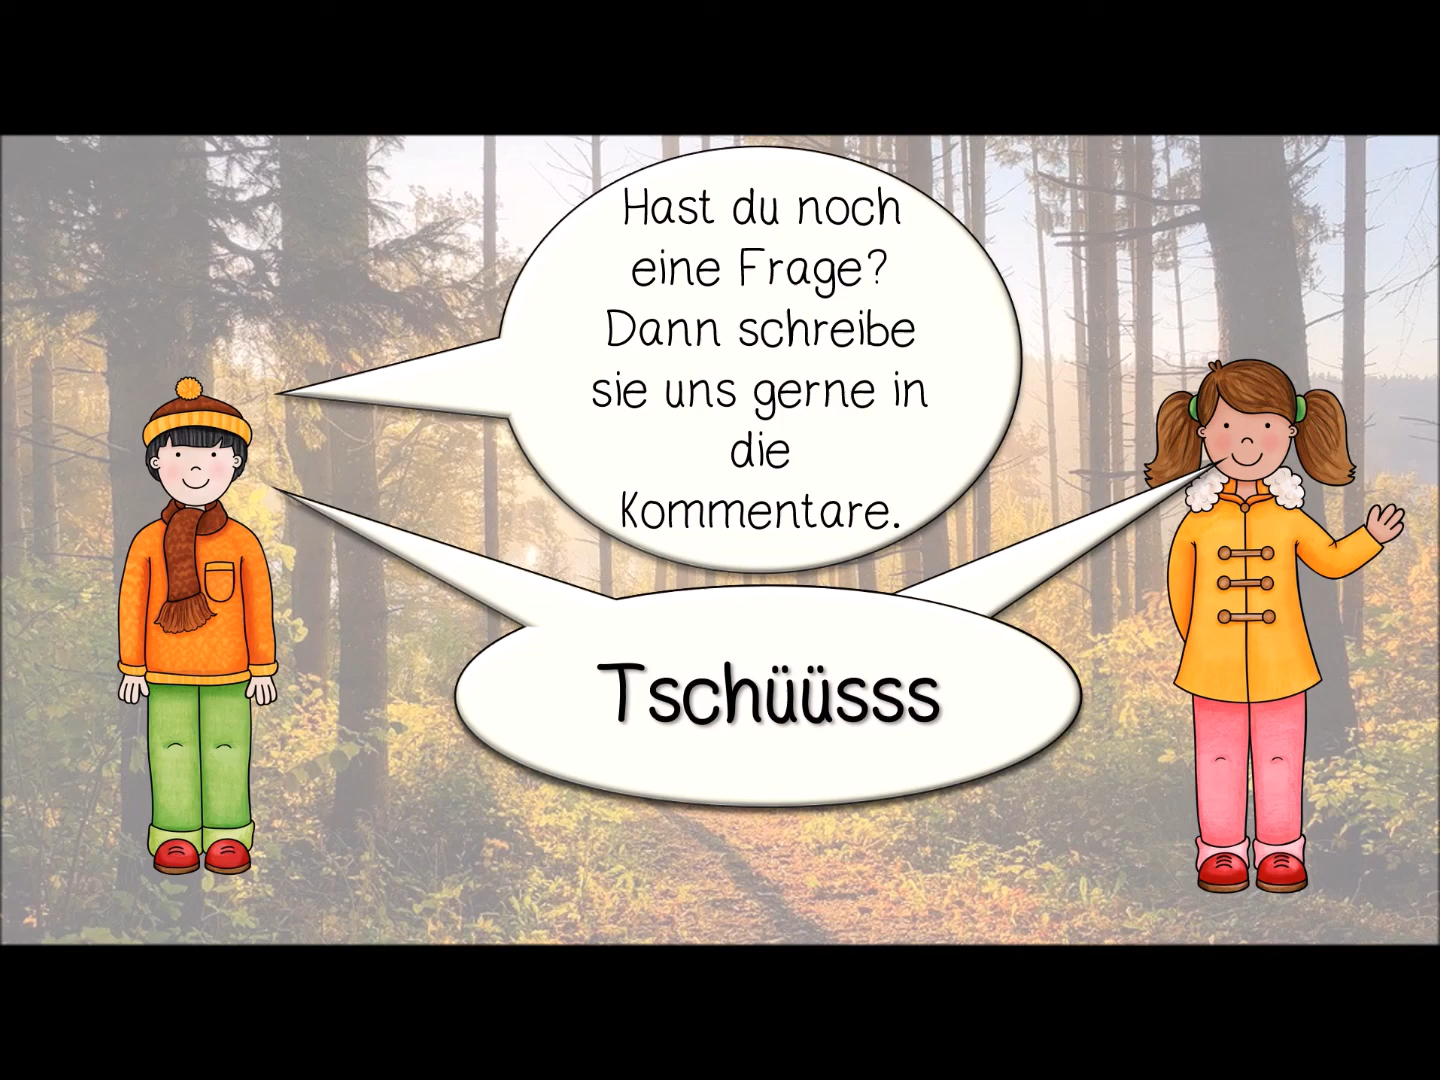 Hast du noch
eine Frage?
Dann schreibe
sie uns gerne in
die
Kommentare.
Tschüüsss